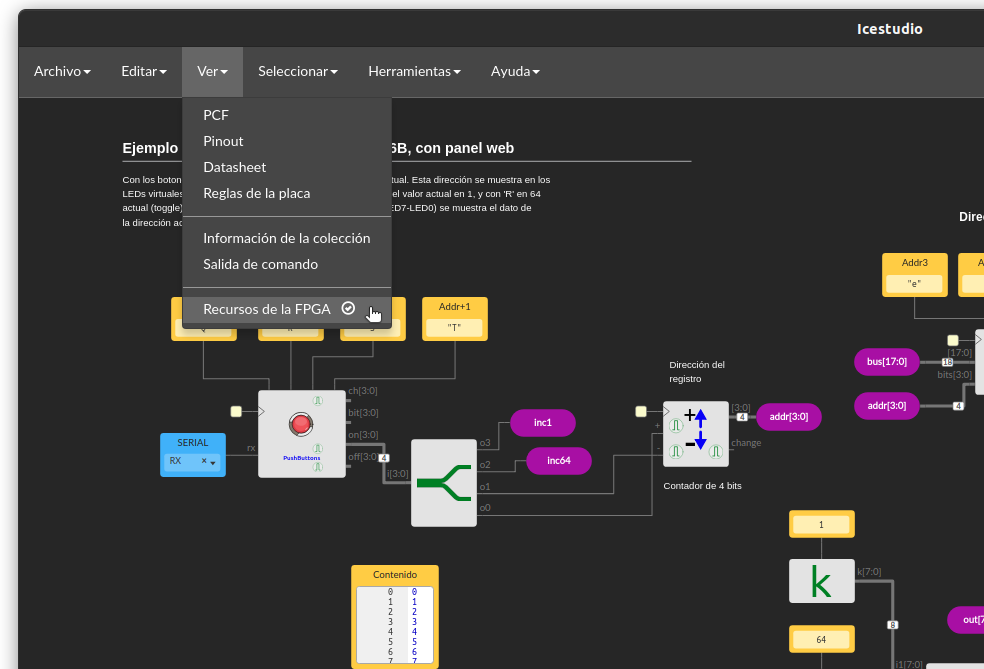 Icestudio
Archivo Editar Ver Seleccionar Herramientas Ayuda
PCF
Pinout
Datasheet
Reglas de la placa
Información de la colección
Salida de comando
Recursos de la FPGA
Ejemplo 6B, con panel web
Con los boton tual. Esta dirección se muestra en los
LEDs virtuales el valor actual en 1, y con 'R' en 64
actual (toggle) ED7-LED0) se muestra el dato de
la dirección ac
Dire
Addr3
"e"
Addr+1
"T"
bus[17:0]
18
[17:0]
bits[3:0]
addr[3:0]
4
Dirección del
registro
[3:0]
4
addr[3:0]
change
+
-
Contador de 4 bits
ch[3:0]
bit[3:0]
on[3:0]
off[3:0]
PushButtons
SERIAL
RX ×
rx
4
i[3:0]
o3
o2
o1
o0
inc1
inc64
1
k
k[7:0]
8
64
out[7
i1[7:0]
Contenido
0 0
1 1
2 2
3 3
4 4
5 5
6 6
7 7